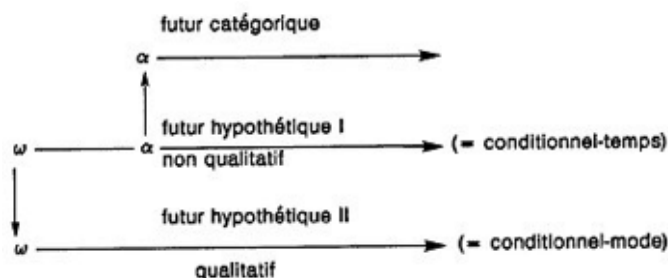 futur catégorique
α
futur hypothétique I
ω α (= conditionnel-temps)
non qualitatif
futur hypothétique II
ω (= conditionnel-mode)
qualitatif